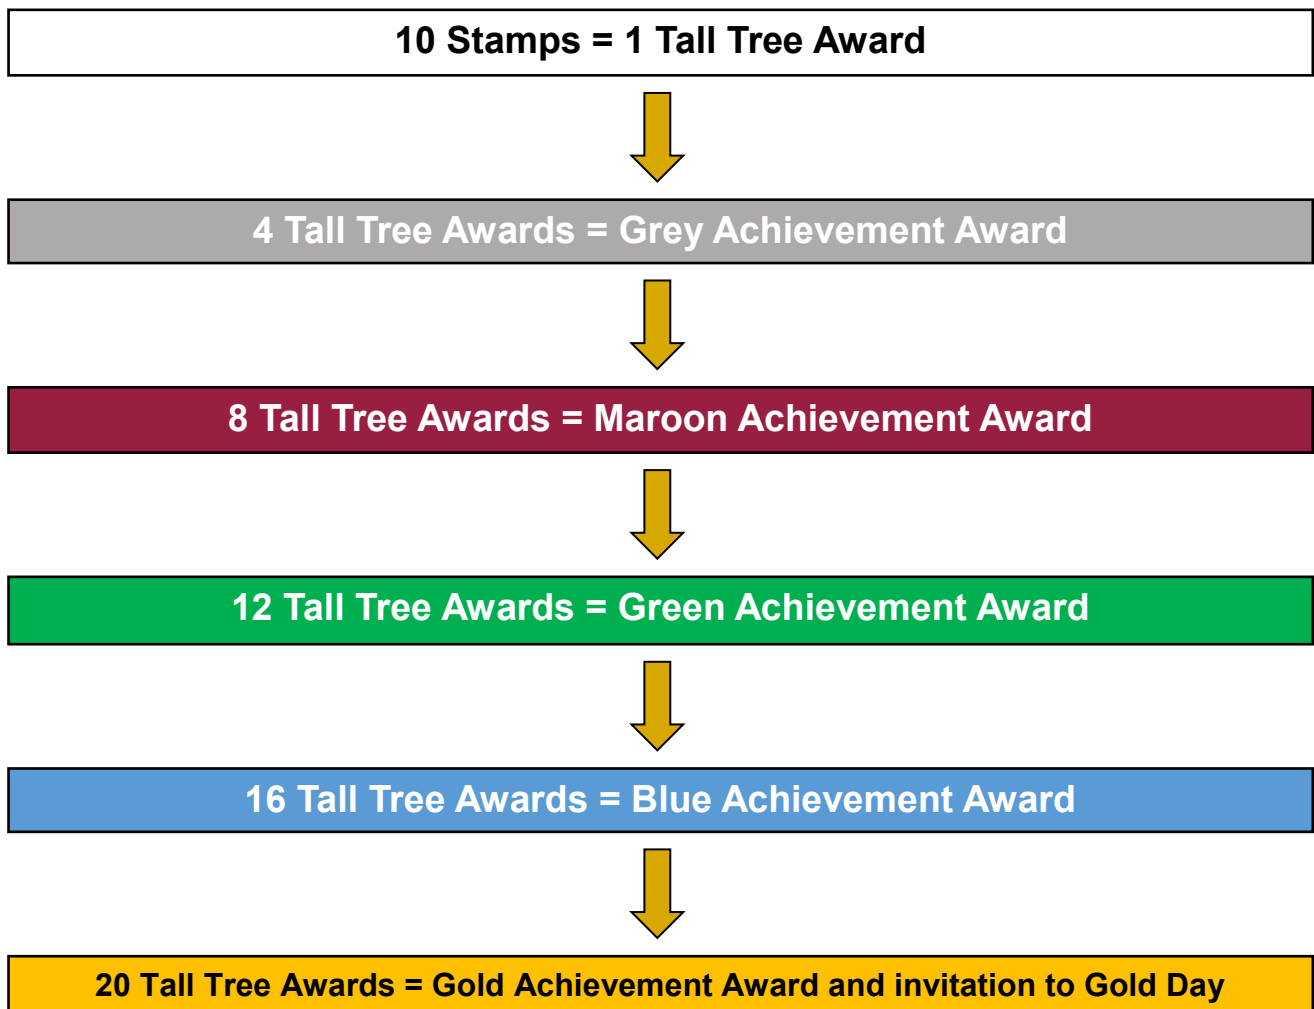 10 Stamps = 1 Tall Tree Award
4 Tall Tree Awards = Grey Achievement Award
8 Tall Tree Awards = Maroon Achievement Award
12 Tall Tree Awards = Green Achievement Award
16 Tall Tree Awards = Blue Achievement Award
20 Tall Tree Awards = Gold Achievement Award and invitation to Gold Day